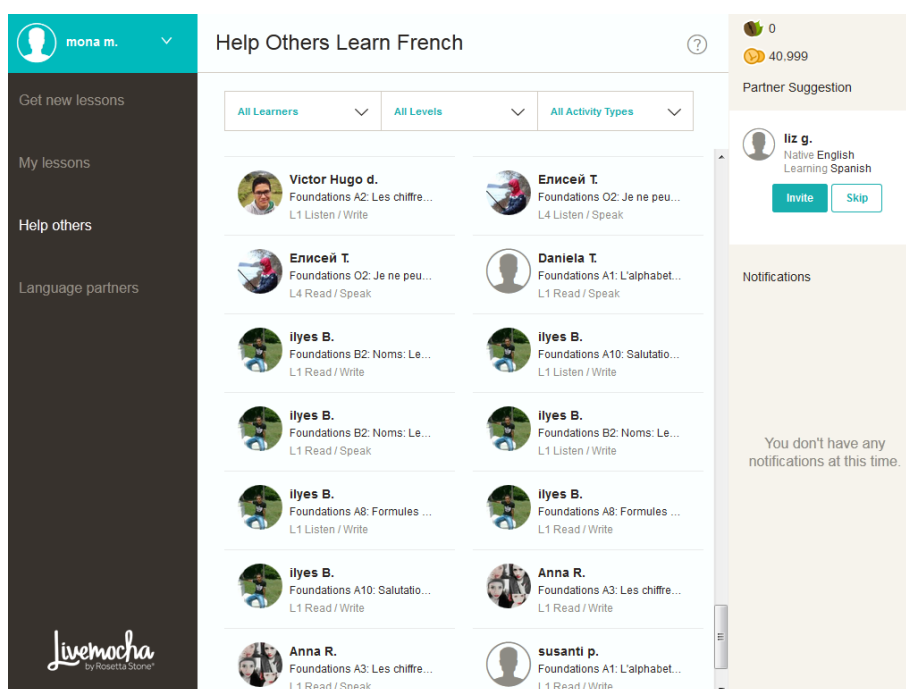 mona m.
Get new lessons
My lessons
Help others
Language partners
Livemocha
by Rosetta Stone®
Help Others Learn French
?
All Learners
All Levels
All Activity Types
Victor Hugo d.
Foundations A2: Les chiffre...
L1 Listen / Write
Елисей Т.
Foundations O2: Je ne peu...
L4 Listen / Speak
Елисей Т.
Foundations O2: Je ne peu...
L4 Read / Speak
Daniela T.
Foundations A1: L'alphabet...
L1 Read / Speak
ilyes B.
Foundations B2: Noms: Le...
L1 Read / Write
ilyes B.
Foundations A10: Salutatio...
L1 Listen / Write
ilyes B.
Foundations B2: Noms: Le...
L1 Read / Speak
ilyes B.
Foundations B2: Noms: Le...
L1 Listen / Write
ilyes B.
Foundations A8: Formules ...
L1 Listen / Write
ilyes B.
Foundations A8: Formules ...
L1 Read / Write
ilyes B.
Foundations A10: Salutatio...
L1 Read / Write
Anna R.
Foundations A3: Les chiffre...
L1 Read / Write
Anna R.
Foundations A3: Les chiffre...
L1 Read / Speak
susanti p.
Foundations A1: L'alphabet...
L1 Read / Write
0
40,999
Partner Suggestion
liz g.
Native English
Learning Spanish
Invite
Skip
Notifications
You don't have any
notifications at this time.